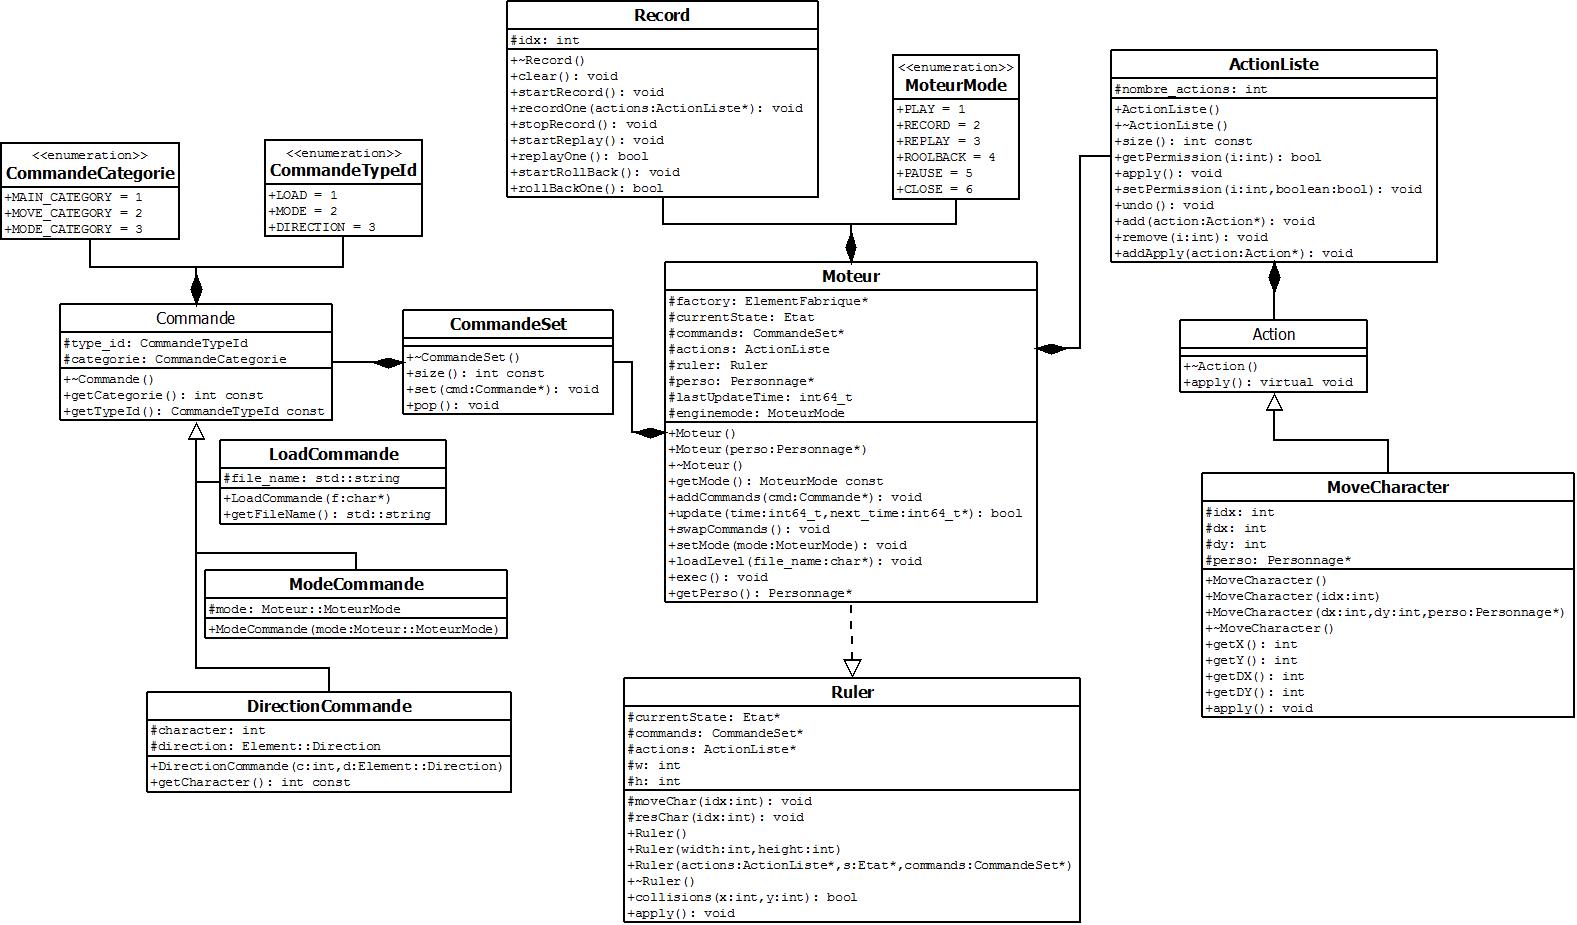 Record
#idx: int
+~Record()
+clear(): void
+startRecord(): void
+recordOne(actions:ActionListe*): void
+stopRecord(): void
+startReplay(): void
+replayOne(): bool
+startRollBack(): void
+rollBackOne(): bool
<<enumeration>>
MoteurMode
+PLAY = 1
+RECORD = 2
+REPLAY = 3
+ROOLBACK = 4
+PAUSE = 5
+CLOSE = 6
ActionListe
#nombre_actions: int
+ActionListe()
+~ActionListe()
+size(): int const
+getPermission(i:int): bool
+apply(): void
+setPermission(i:int,boolean:bool): void
+undo(): void
+add(action:Action*): void
+remove(i:int): void
+addApply(action:Action*): void
<<enumeration>>
CommandeCategorie
+MAIN_CATEGORY = 1
+MOVE_CATEGORY = 2
+MODE_CATEGORY = 3
<<enumeration>>
CommandeTypeId
+LOAD = 1
+MODE = 2
+DIRECTION = 3
Commande
#type_id: CommandeTypeId
#categorie: CommandeCategorie
+~Commande()
+getCategorie(): int const
+getTypeId(): CommandeTypeId const
CommandeSet
+~CommandeSet()
+size(): int const
+set(cmd:Commande*): void
+pop(): void
Moteur
#factory: ElementFabrique*
#currentState: Etat
#commands: CommandeSet*
#actions: ActionListe
#ruler: Ruler
#perso: Personnage*
#lastUpdateTime: int64_t
#enginemode: MoteurMode
+Moteur()
+Moteur(perso:Personnage*)
+~Moteur()
+getMode(): MoteurMode const
+addCommands(cmd:Commande*): void
+update(time:int64_t,next_time:int64_t*): bool
+swapCommands(): void
+setMode(mode:MoteurMode): void
+loadLevel(file_name:char*): void
+exec(): void
+getPerso(): Personnage*
Action
+~Action()
+apply(): virtual void
LoadCommande
#file_name: std::string
+LoadCommande(f:char*)
+getFileName(): std::string
ModeCommande
#mode: Moteur::MoteurMode
+ModeCommande(mode:Moteur::MoteurMode)
DirectionCommande
#character: int
#direction: Element::Direction
+DirectionCommande(c:int,d:Element::Direction)
+getCharacter(): int const
MoveCharacter
#idx: int
#dx: int
#dy: int
#perso: Personnage*
+MoveCharacter()
+MoveCharacter(idx:int)
+MoveCharacter(dx:int,dy:int,perso:Personnage*)
+~MoveCharacter()
+getX(): int
+getY(): int
+getDX(): int
+getDY(): int
+apply(): void
Ruler
#currentState: Etat*
#commands: CommandeSet*
#actions: ActionListe*
#w: int
#h: int
#moveChar(idx:int): void
#resChar(idx:int): void
+Ruler()
+Ruler(width:int,height:int)
+Ruler(actions:ActionListe*,s:Etat*,commands:CommandeSet*)
+~Ruler()
+collisions(x:int,y:int): bool
+apply(): void